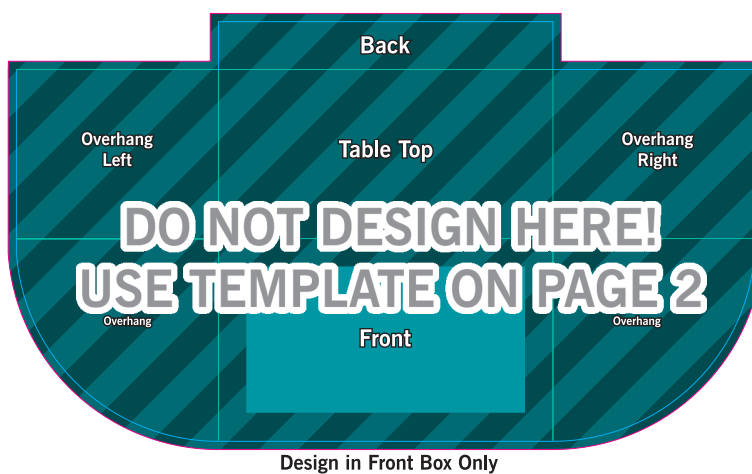 Back
Overhang
Left
Table Top
Overhang
Right
DO NOT DESIGN HERE!
USE TEMPLATE ON PAGE 2
Overhang
Front
Overhang
Design in Front Box Only